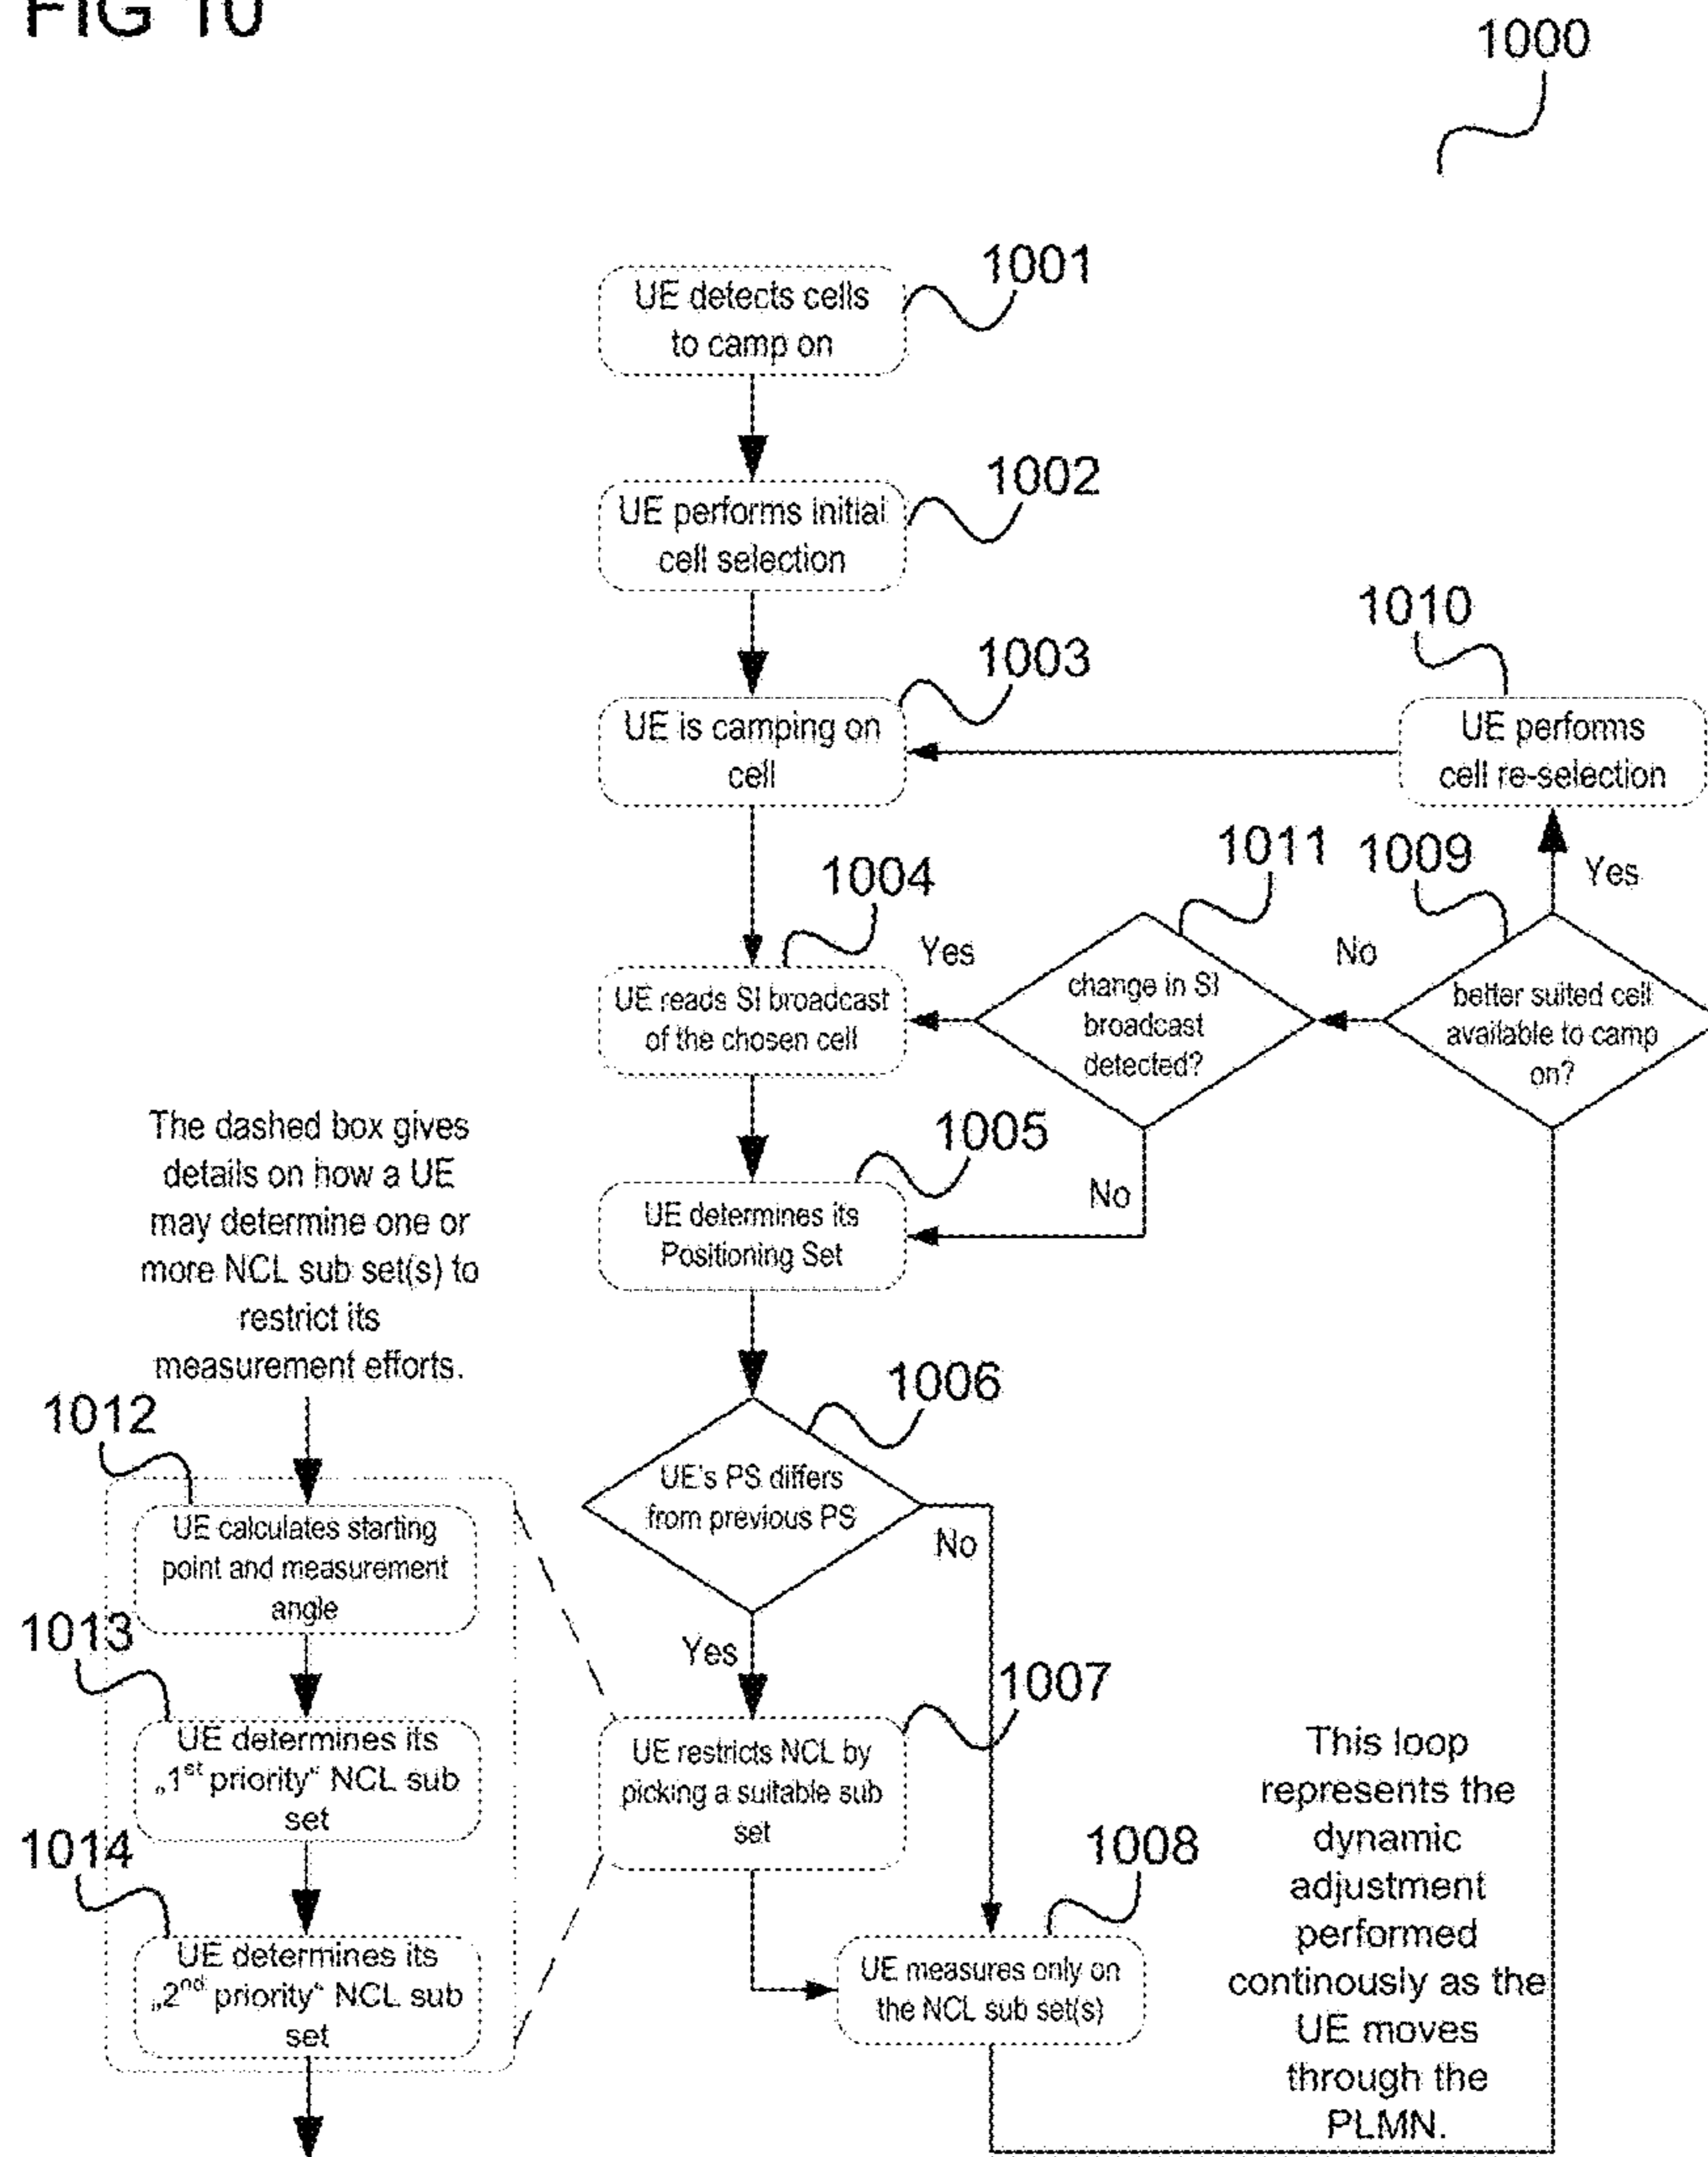 FIG 10
1000
1001
UE detects cells
to camp on
1002
UE performs initial
cell selection
1003
UE is camping on
cell
1010
UE performs
cell re-selection
1004
UE reads SI broadcast
of the chosen cell
Yes
1011
change in SI
broadcast
detected?
No
1009
better suited cell
available to camp
on?
Yes
No
1005
UE determines its
Positioning Set
1006
UE's PS differs
from previous PS
No
Yes
1007
UE restricts NCL by
picking a suitable sub
set
1008
UE measures only on
the NCL sub set(s)
The dashed box gives
details on how a UE
may determine one or
more NCL sub set(s) to
restrict its
measurement efforts.
1012
UE calculates starting
point and measurement
angle
1013
UE determines its
„1st priority“ NCL sub
set
1014
UE determines its
„2nd priority“ NCL sub
set
This loop
represents the
dynamic
adjustment
performed
continously as the
UE moves
through the
PLMN.